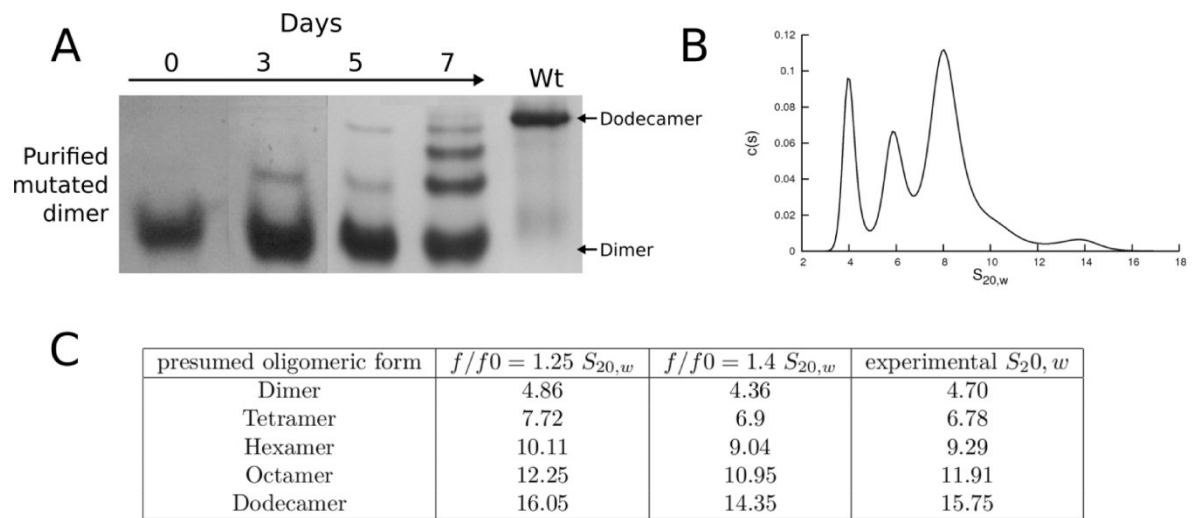 A
Days
0 3 5 7 Wt
Dodecamer
Purified
mutated
dimer
Dimer
B
0.12
0.1
0.08
0.06
0.04
0.02
0
2 4 6 8 10 12 14 16 18
c(s)
S20,w
C
presumed oligomeric form f/f0 = 1.25 S20,w f/f0 = 1.4 S20,w experimental S20, w
Dimer 4.86 4.36 4.70
Tetramer 7.72 6.9 6.78
Hexamer 10.11 9.04 9.29
Octamer 12.25 10.95 11.91
Dodecamer 16.05 14.35 15.75